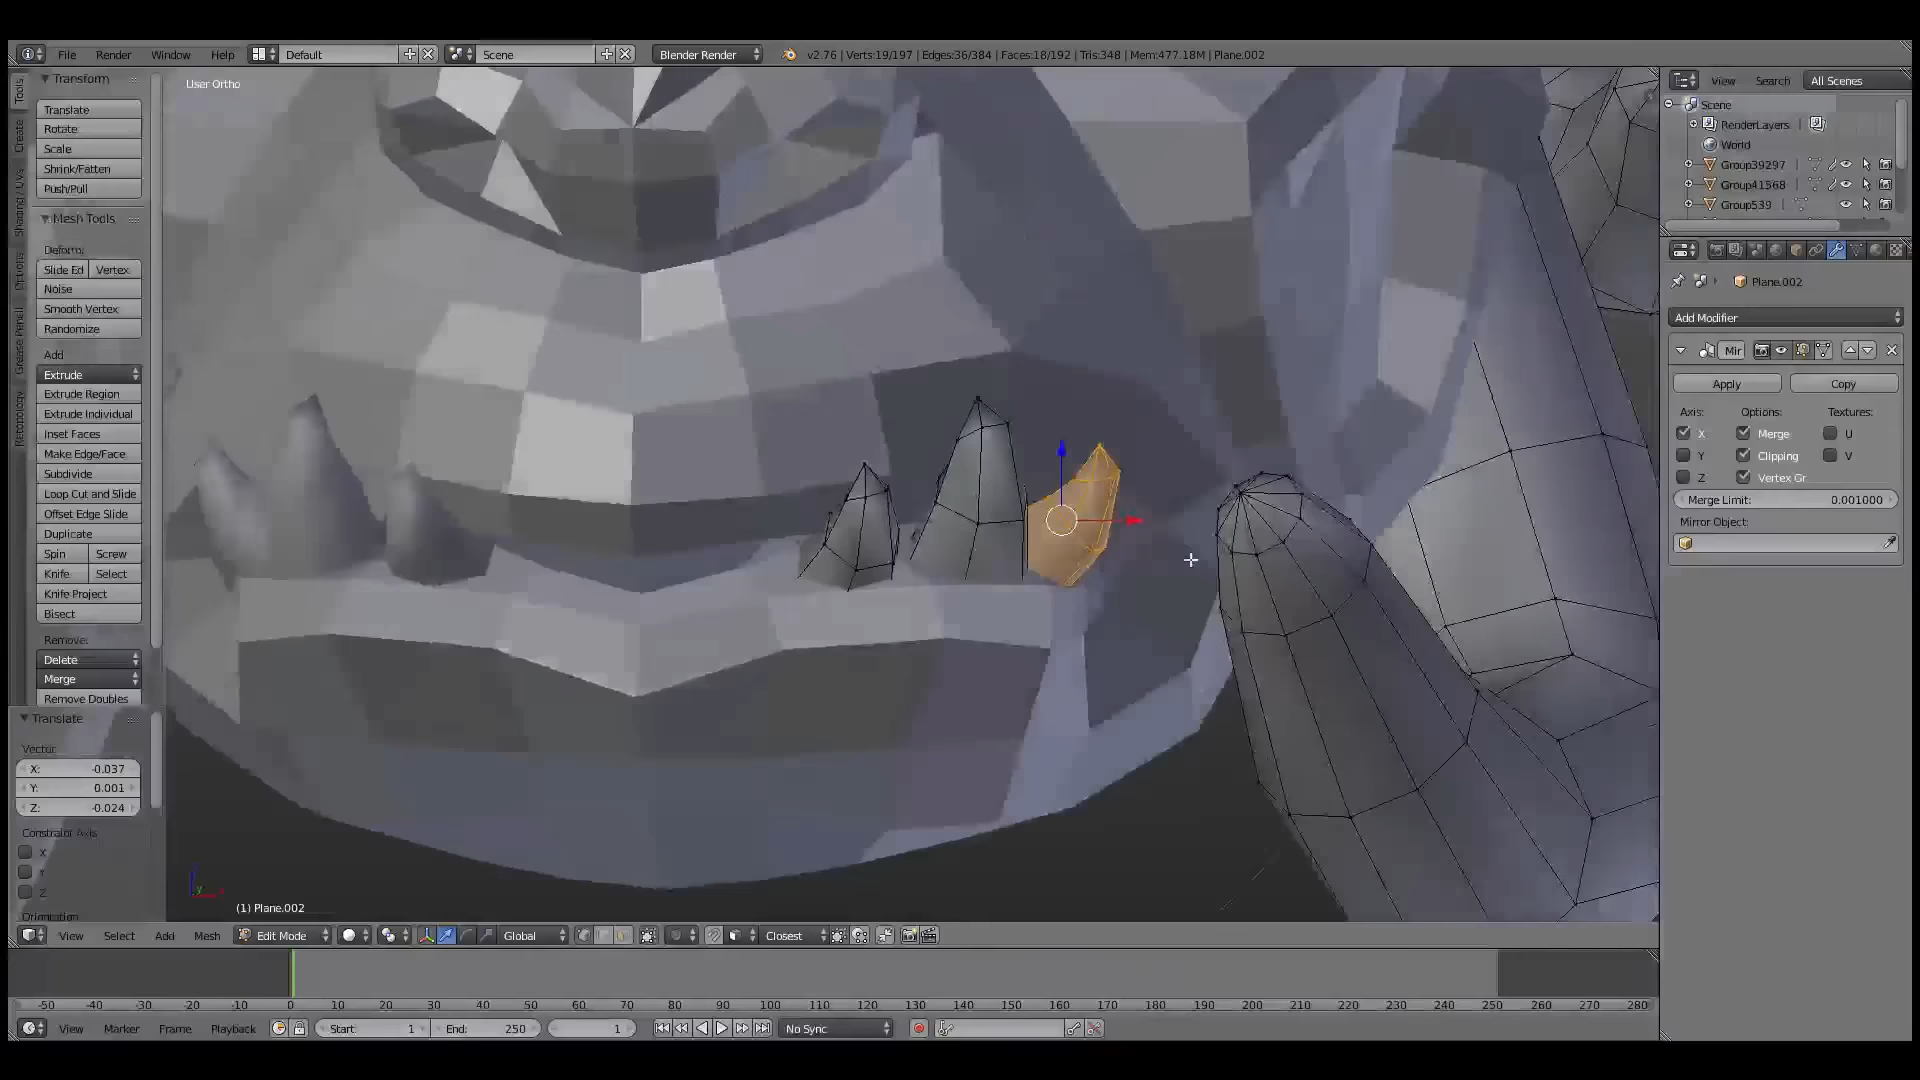 File Render Window Help Default Scene Blender Render v2.76 | Verts:19/197 | Edges:36/384 | Faces:18/192 | Tris:348 | Mem:477.18M | Plane.002
Tools
Create
Shading / UVs
Options
Grease Pencil
Retopology
Transform
Translate
Rotate
Scale
Shrink/Fatten
Push/Pull
Mesh Tools
Deform:
Slide Ed Vertex
Noise
Smooth Vertex
Randomize
Add
Extrude
Extrude Region
Extrude Individual
Inset Faces
Make Edge/Face
Subdivide
Loop Cut and Slide
Offset Edge Slide
Duplicate
Spin Screw
Knife Select
Knife Project
Bisect
Remove:
Delete
Merge
Remove Doubles
Translate
Vector
X: -0.037
Y: 0.001
Z: -0.024
Constraint Axis
X
Y
Z
Orientation
User Ortho
(1) Plane.002
View Select Add Mesh Edit Mode Global Closest
View Search All Scenes
Scene
RenderLayers |
World
Group39297
Group41568
Group539
Plane.002
Add Modifier
Mir
Apply Copy
Axis: Options: Textures:
X Merge U
Y Clipping V
Z Vertex Gr
Merge Limit: 0.001000
Mirror Object:
-50 -40 -30 -20 -10 0 10 20 30 40 50 60 70 80 90 100 110 120 130 140 150 160 170 180 190 200 210 220 230 240 250 260 270 280
View Marker Frame Playback Start: 1 End: 250 1 No Sync